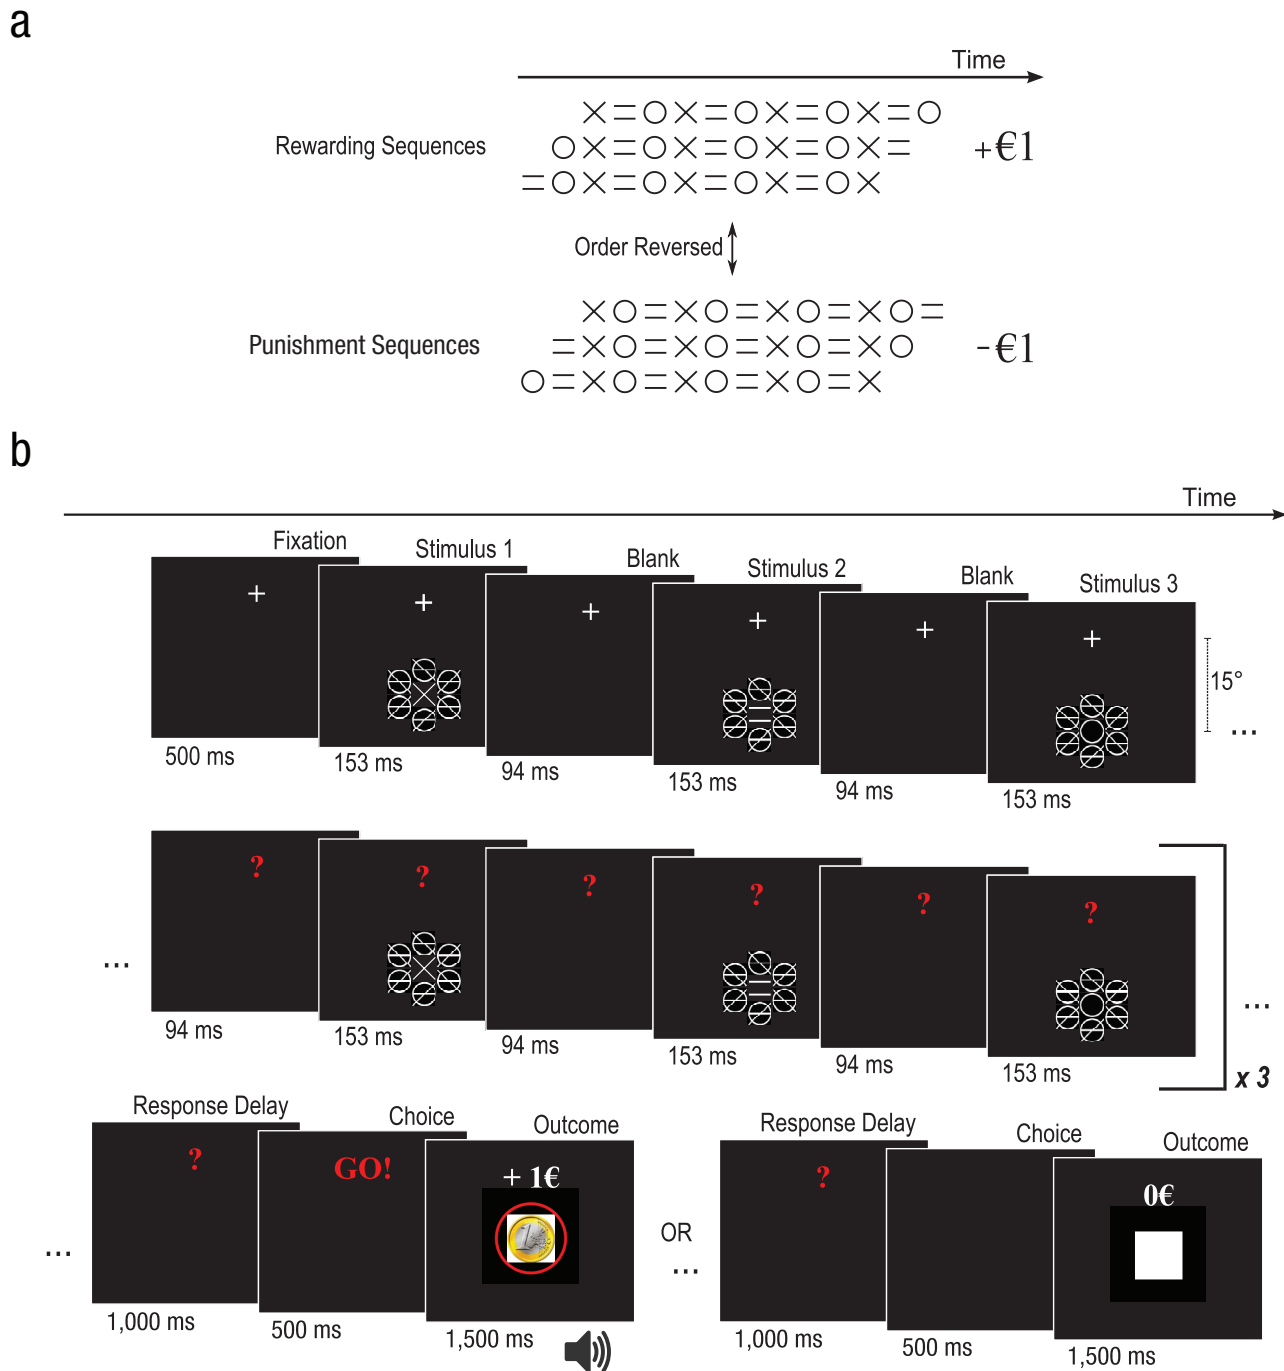 a
Time
Rewarding Sequences
+€1
Order Reversed
Punishment Sequences
-€1
b
Time
Fixation
Stimulus 1
Blank
Stimulus 2
Blank
Stimulus 3
15°
...
500 ms
153 ms
94 ms
153 ms
94 ms
153 ms
? ? ? ? ? ?
...
...
94 ms
153 ms
94 ms
153 ms
94 ms
153 ms
x 3
Response Delay
Choice
Outcome
?
GO!
+ 1€
...
1,000 ms
500 ms
1,500 ms
OR
...
Response Delay
Choice
Outcome
?
0€
1,000 ms
500 ms
1,500 ms